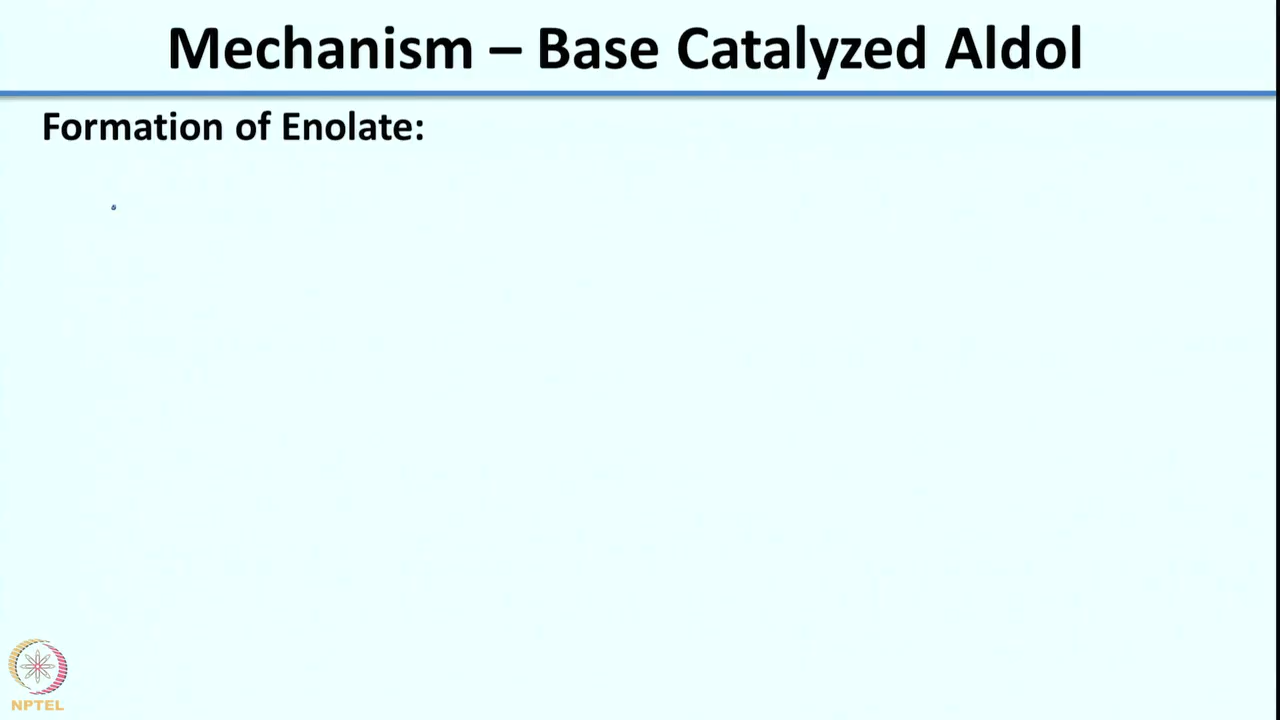 Mechanism – Base Catalyzed Aldol
Formation of Enolate:
NPTEL